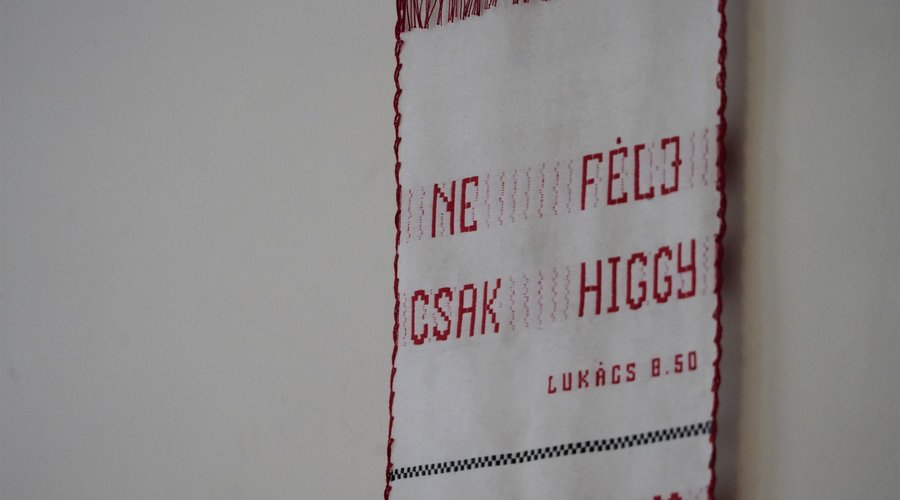 NE FÉLJ
CSAK HIGGY
LUKÁCS 8.50